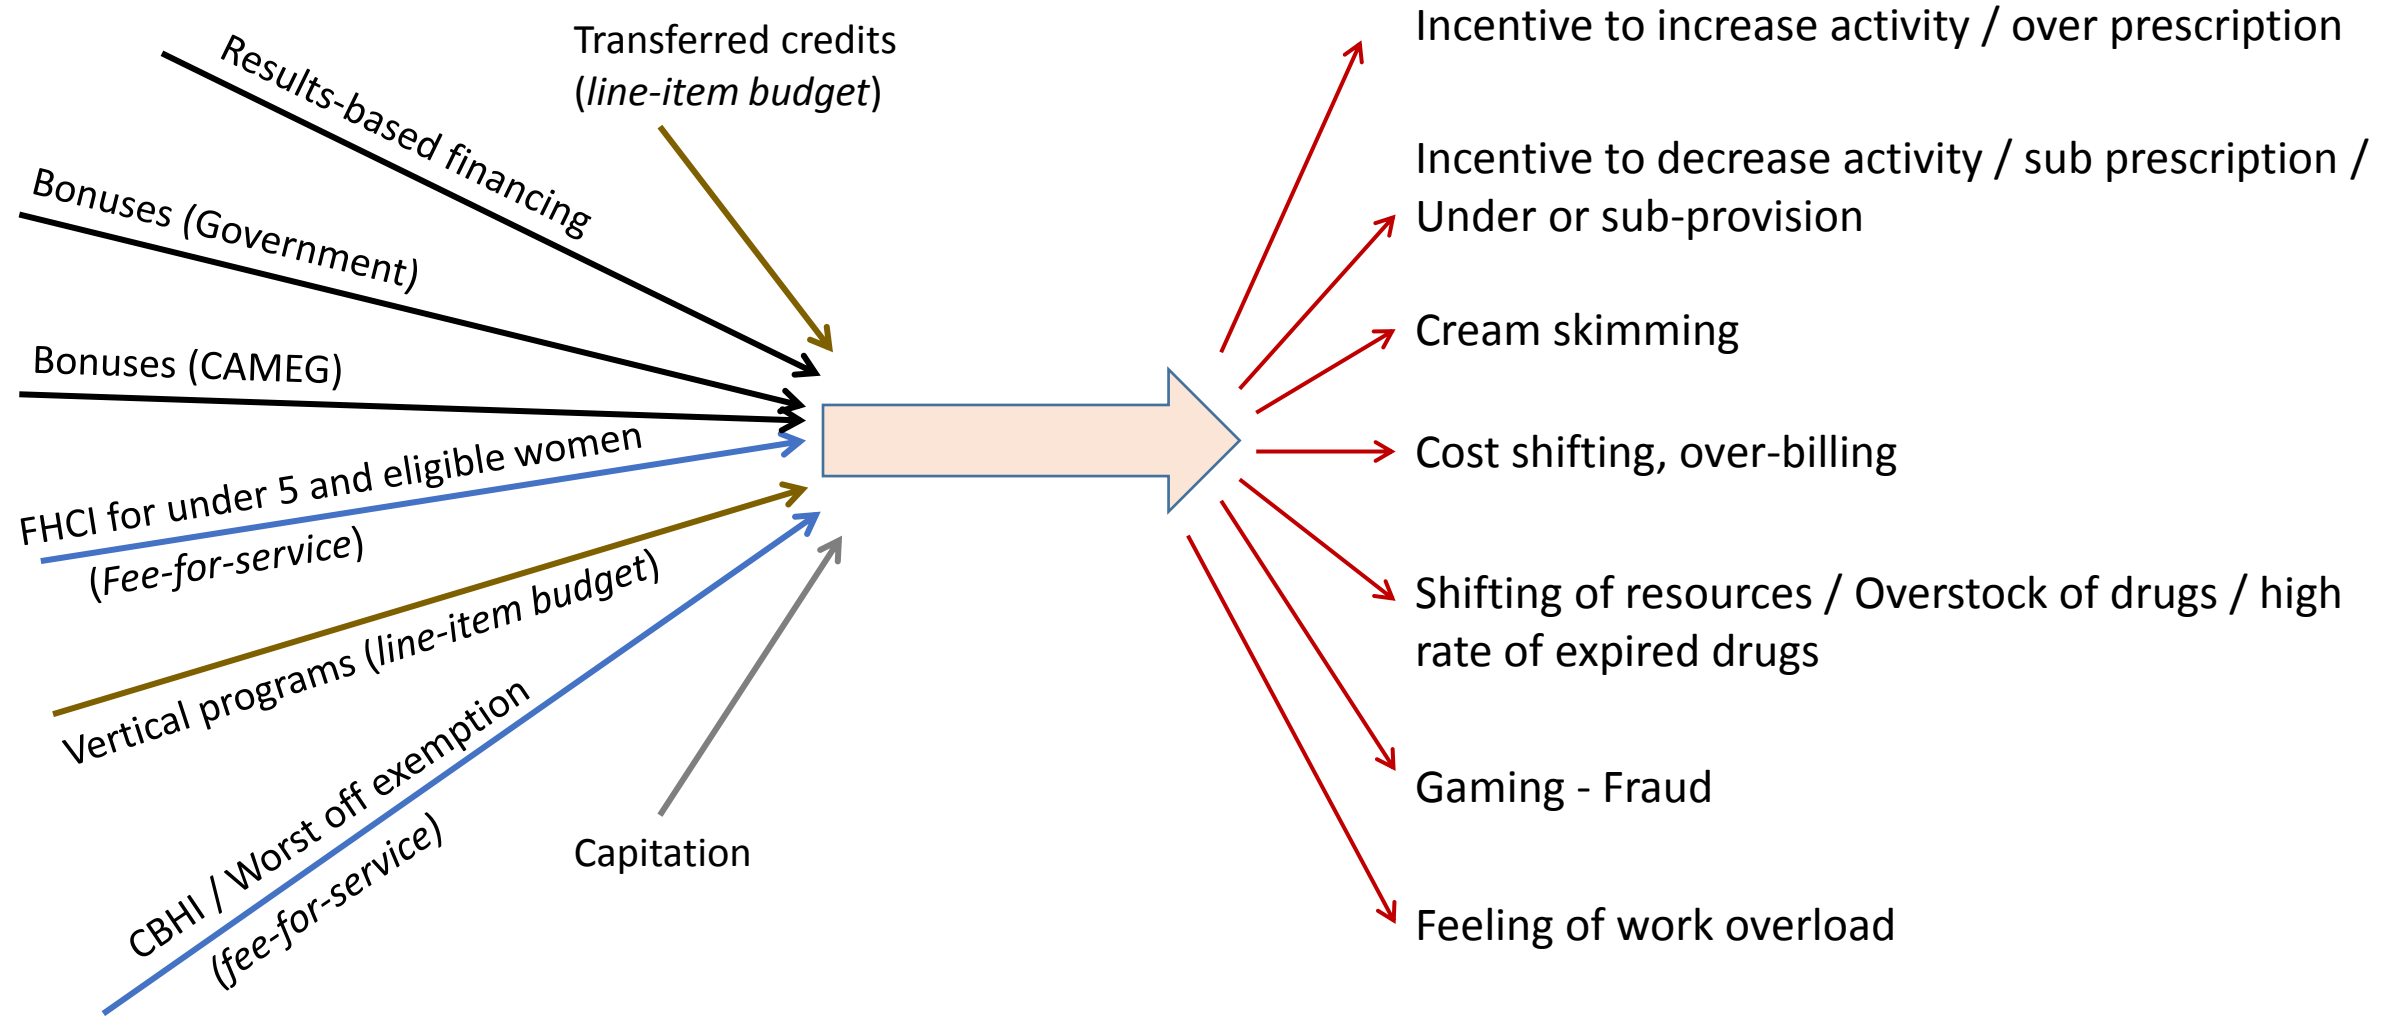 Transferred credits
(line-item budget)
Results-based financing
Bonuses (Government)
Bonuses (CAMEG)
FHCI for under 5 and eligible women
(Fee-for-service)
Vertical programs (line-item budget)
CBHI / Worst off exemption
(fee-for-service)
Capitation
Incentive to increase activity / over prescription
Incentive to decrease activity / sub prescription /
Under or sub-provision
Cream skimming
Cost shifting, over-billing
Shifting of resources / Overstock of drugs / high
rate of expired drugs
Gaming - Fraud
Feeling of work overload